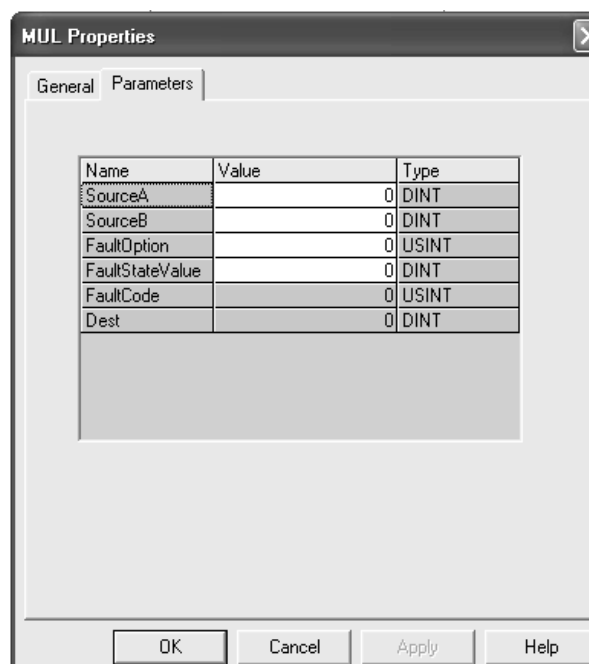 MUL Properties
General Parameters
Name Value Type
SourceA 0 DINT
SourceB 0 DINT
FaultOption 0 USINT
FaultStateValue 0 DINT
FaultCode 0 USINT
Dest 0 DINT
OK Cancel Apply Help